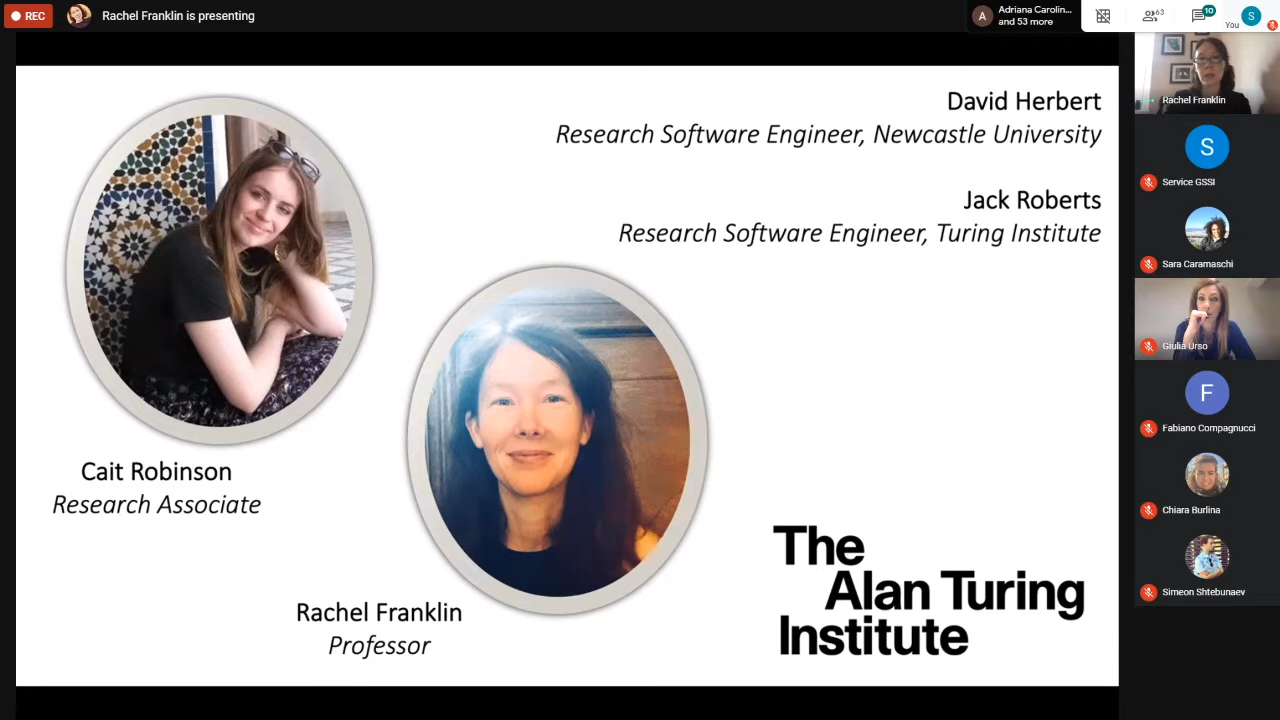 REC
Rachel Franklin is presenting
A
Adriana Carolin...
and 53 more
63
10
You
S
David Herbert
Research Software Engineer, Newcastle University
Jack Roberts
Research Software Engineer, Turing Institute
Cait Robinson
Research Associate
Rachel Franklin
Professor
The
Alan Turing
Institute
Rachel Franklin
S
Service GSSI
Sara Caramaschi
Giulia Urso
F
Fabiano Compagnucci
Chiara Burlina
Simeon Shtebunaev